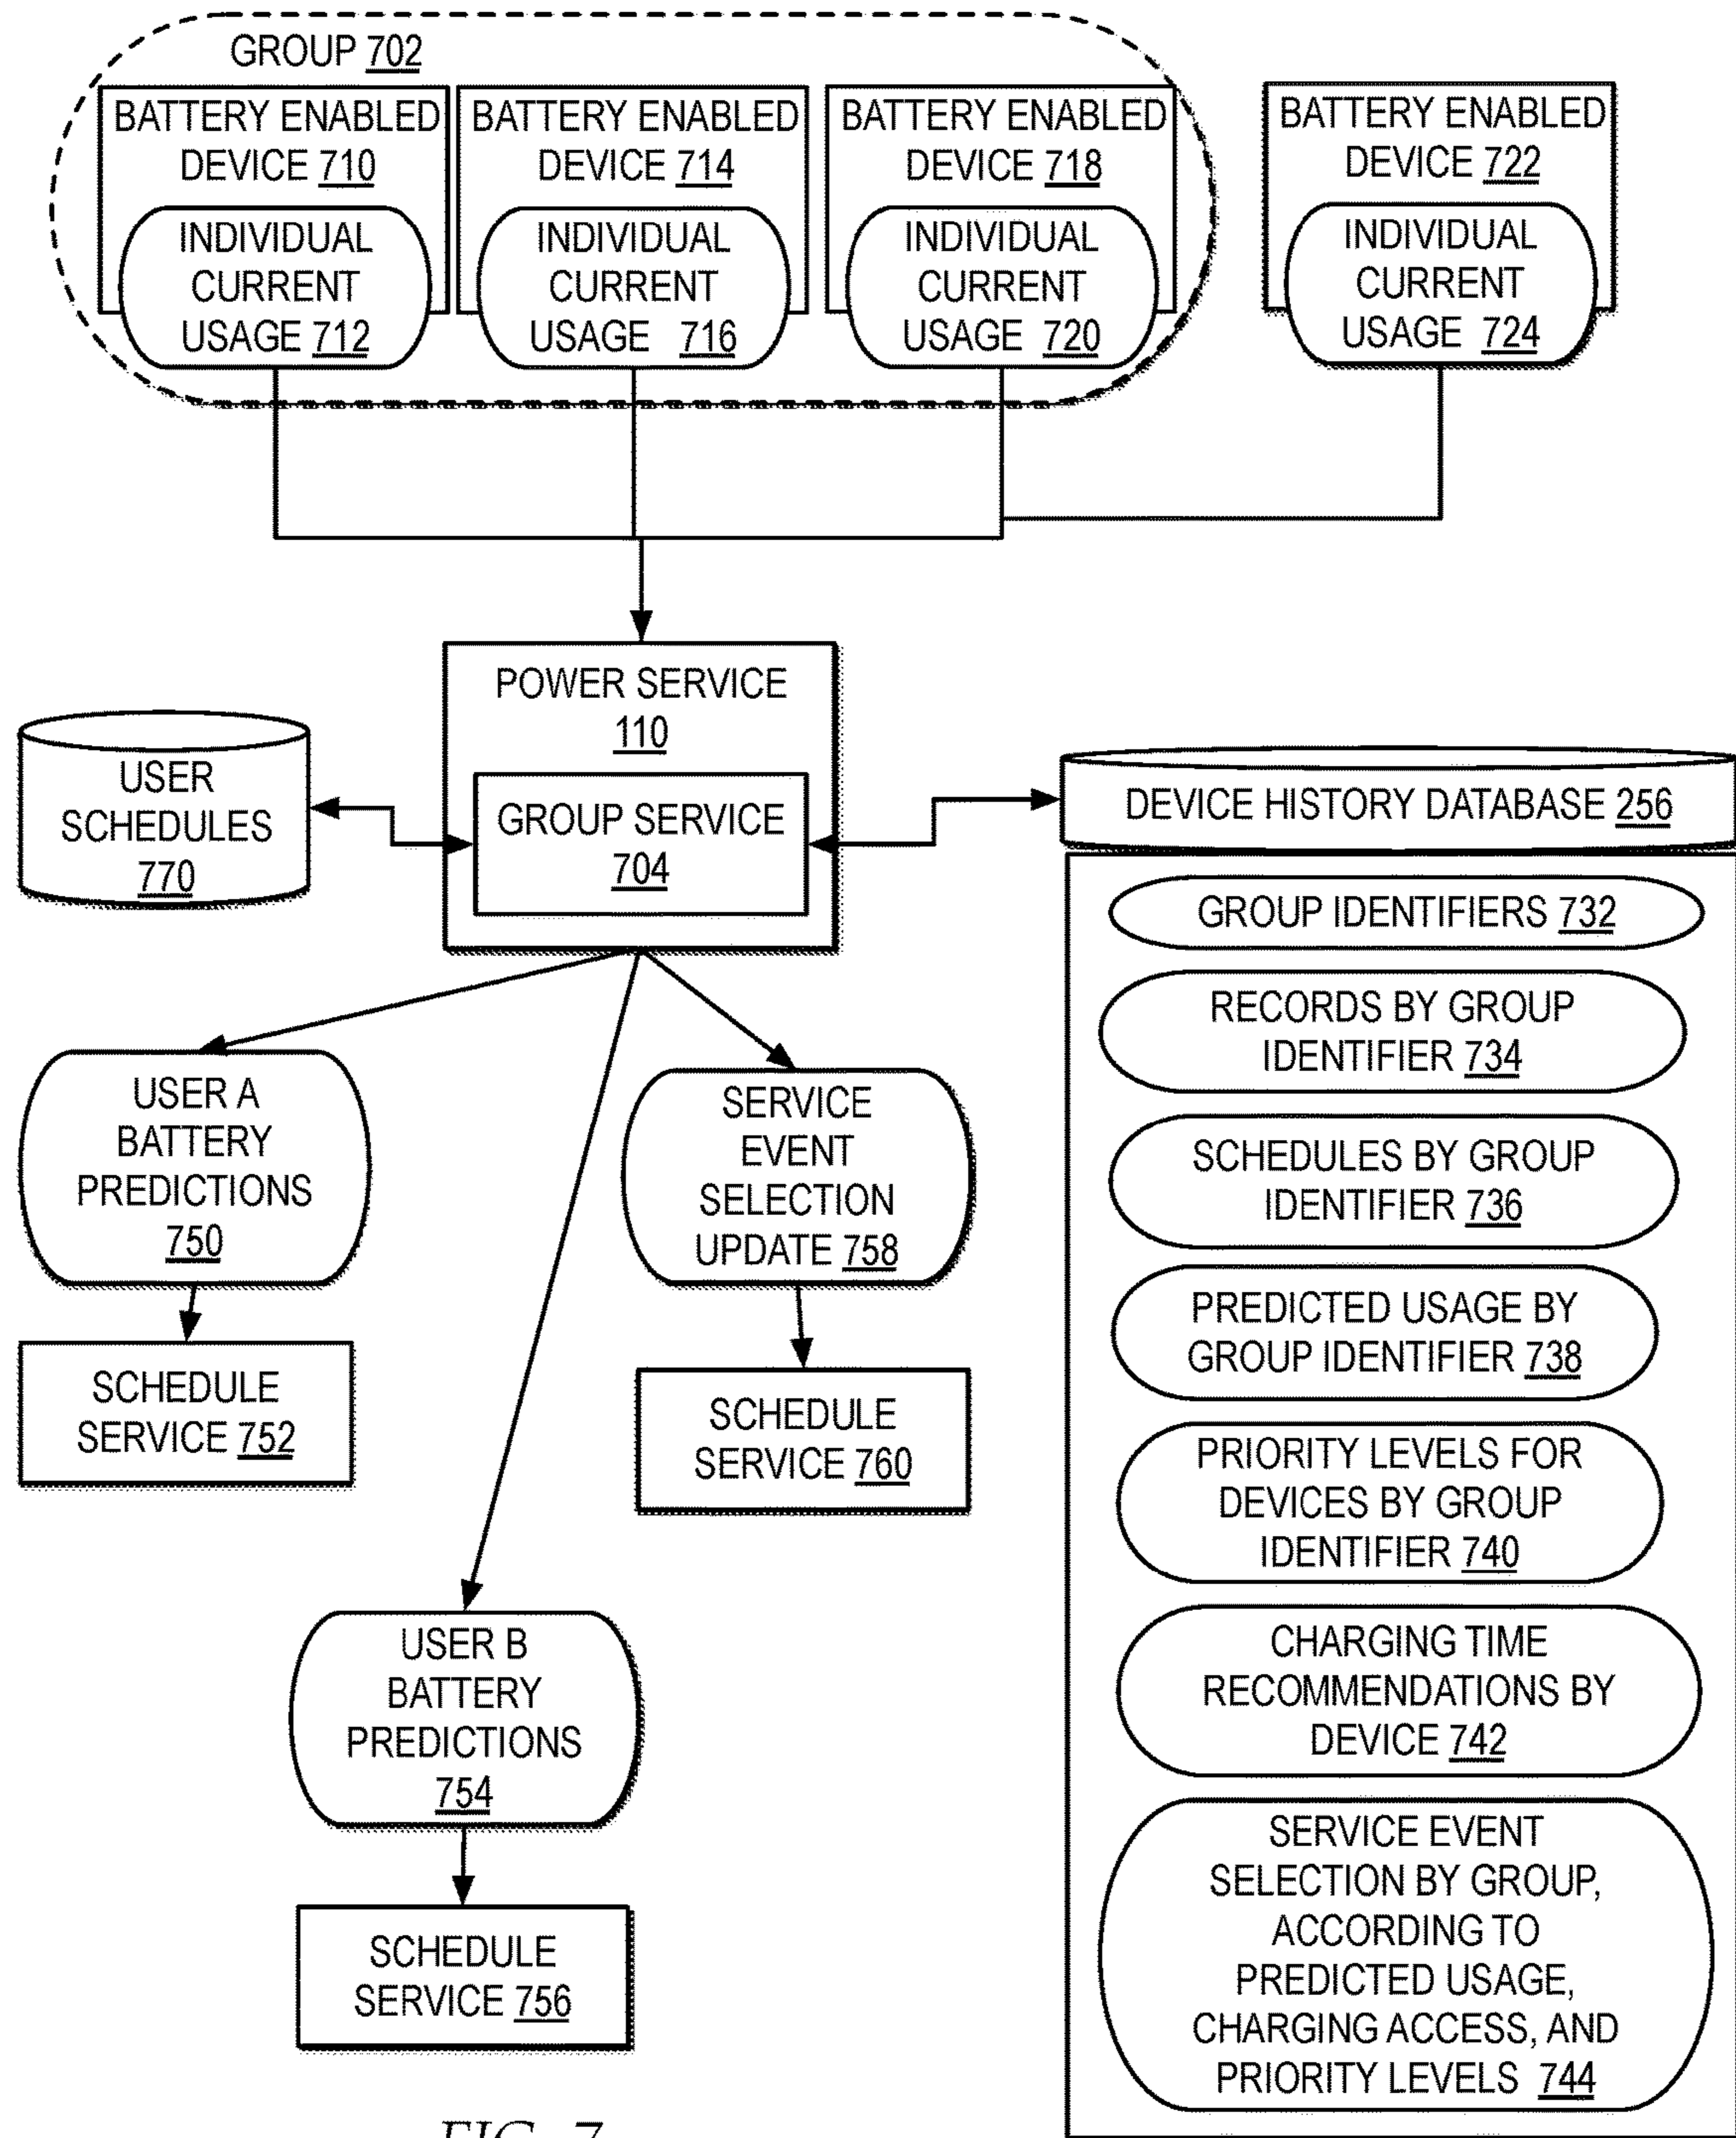 GROUP 702
BATTERY ENABLED
DEVICE 710
INDIVIDUAL
CURRENT
USAGE 712
BATTERY ENABLED
DEVICE 714
INDIVIDUAL
CURRENT
USAGE 716
BATTERY ENABLED
DEVICE 718
INDIVIDUAL
CURRENT
USAGE 720
BATTERY ENABLED
DEVICE 722
INDIVIDUAL
CURRENT
USAGE 724
POWER SERVICE
110
GROUP SERVICE
704
USER
SCHEDULES
770
DEVICE HISTORY DATABASE 256
GROUP IDENTIFIERS 732
RECORDS BY GROUP
IDENTIFIER 734
SCHEDULES BY GROUP
IDENTIFIER 736
PREDICTED USAGE BY
GROUP IDENTIFIER 738
PRIORITY LEVELS FOR
DEVICES BY GROUP
IDENTIFIER 740
CHARGING TIME
RECOMMENDATIONS BY
DEVICE 742
SERVICE EVENT
SELECTION BY GROUP,
ACCORDING TO
PREDICTED USAGE,
CHARGING ACCESS, AND
PRIORITY LEVELS 744
USER A
BATTERY
PREDICTIONS
750
SCHEDULE
SERVICE 752
SERVICE
EVENT
SELECTION
UPDATE 758
SCHEDULE
SERVICE 760
USER B
BATTERY
PREDICTIONS
754
SCHEDULE
SERVICE 756
FIG. 7